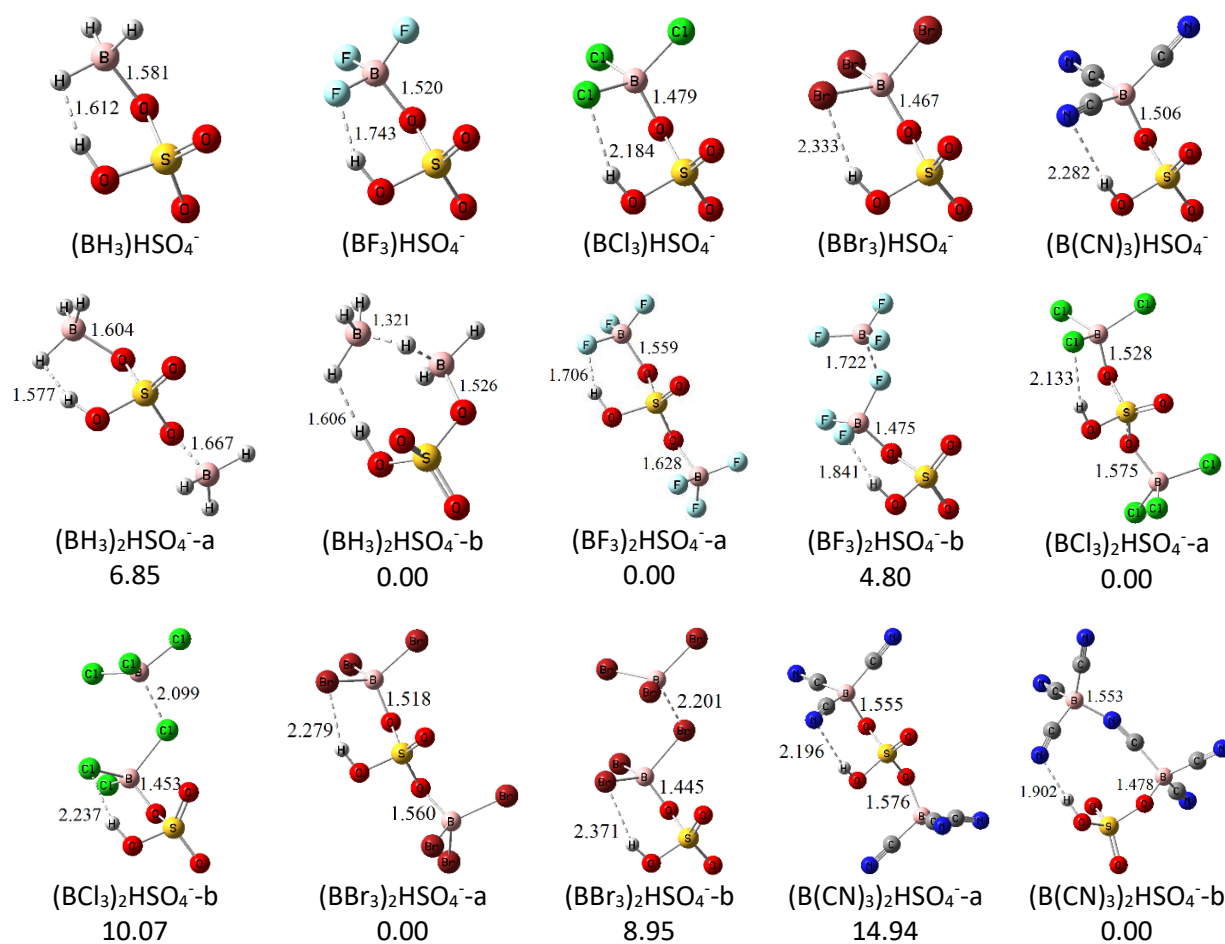 H H B 1.581 H O 1.612 H O S O O
F F B F 1.520 O 1.743 H O S O O
Cl Cl B Cl 1.479 O 2.184 H O S O O
Br Br B Br 1.467 O 2.333 H O S O O
N N C C B N C 1.506 O 2.282 H O S O O
(BH₃)HSO₄⁻ (BF₃)HSO₄⁻ (BCl₃)HSO₄⁻ (BBr₃)HSO₄⁻ (B(CN)₃)HSO₄⁻
H H B 1.604 H O O 1.577 H O S O 1.667 B H H H
H H B 1.321 H H H B H 1.526 O 1.606 H O O S O
F F B F 1.559 O O 1.706 H O S O 1.628 B F F F
F F B F 1.722 F F B F 1.475 O O 1.841 H O S O
Cl B Cl Cl 1.528 O 2.133 H O S O O 1.575 B Cl Cl Cl
(BH₃)₂HSO₄⁻-a (BH₃)₂HSO₄⁻-b (BF₃)₂HSO₄⁻-a (BF₃)₂HSO₄⁻-b (BCl₃)₂HSO₄⁻-a
6.85 0.00 0.00 4.80 0.00
Cl Cl Cl B 2.099 Cl Cl Cl B 1.453 O O 2.237 H O S O
Br Br Br B 1.518 O O 2.279 H O S O 1.560 B Br Br Br
Br Br Br B 2.201 Br Br Br B 1.445 O O 2.371 H O S O
N N C C B N C 1.555 O O 2.196 H O S O 1.576 B C C N C N N
N N C C B 1.553 N C C N N C B 1.478 C N O 1.902 H O O S O
(BCl₃)₂HSO₄⁻-b (BBr₃)₂HSO₄⁻-a (BBr₃)₂HSO₄⁻-b (B(CN)₃)₂HSO₄⁻-a (B(CN)₃)₂HSO₄⁻-b
10.07 0.00 8.95 14.94 0.00